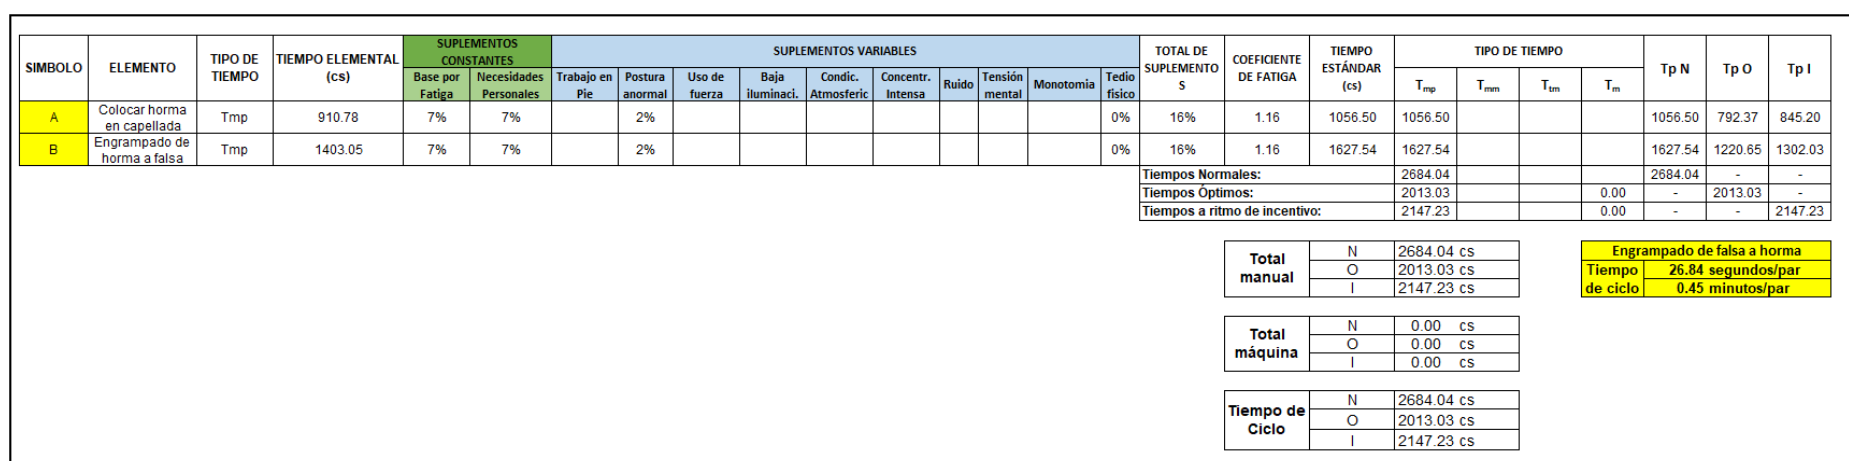 SIMBOLO ELEMENTO TIPO DE TIEMPO TIEMPO ELEMENTAL (cs) SUPLEMENTOS CONSTANTES SUPLEMENTOS VARIABLES TOTAL DE SUPLEMENTO S COEFICIENTE DE FATIGA TIEMPO ESTÁNDAR (cs) TIPO DE TIEMPO Tp N Tp O Tp I
Base por Fatiga Necesidades Personales Trabajo en Pie Postura anormal Uso de fuerza Baja iluminaci. Condic. Atmosferic Concentr. Intensa Ruido Tensión mental Monotomia Tedio fisico Tmp Tmm Ttm Tm
A Colocar horma en capellada Tmp 910.78 7% 7% 2% 0% 16% 1.16 1056.50 1056.50 1056.50 792.37 845.20
B Engrampado de horma a falsa Tmp 1403.05 7% 7% 2% 0% 16% 1.16 1627.54 1627.54 1627.54 1220.65 1302.03
Tiempos Normales: 2684.04 2684.04 - -
Tiempos Óptimos: 2013.03 0.00 - 2013.03 -
Tiempos a ritmo de incentivo: 2147.23 0.00 - - 2147.23
Total manual N 2684.04 cs
O 2013.03 cs
I 2147.23 cs
Engrampado de falsa a horma
Tiempo de ciclo 26.84 segundos/par
0.45 minutos/par
Total máquina N 0.00 cs
O 0.00 cs
I 0.00 cs
Tiempo de Ciclo N 2684.04 cs
O 2013.03 cs
I 2147.23 cs